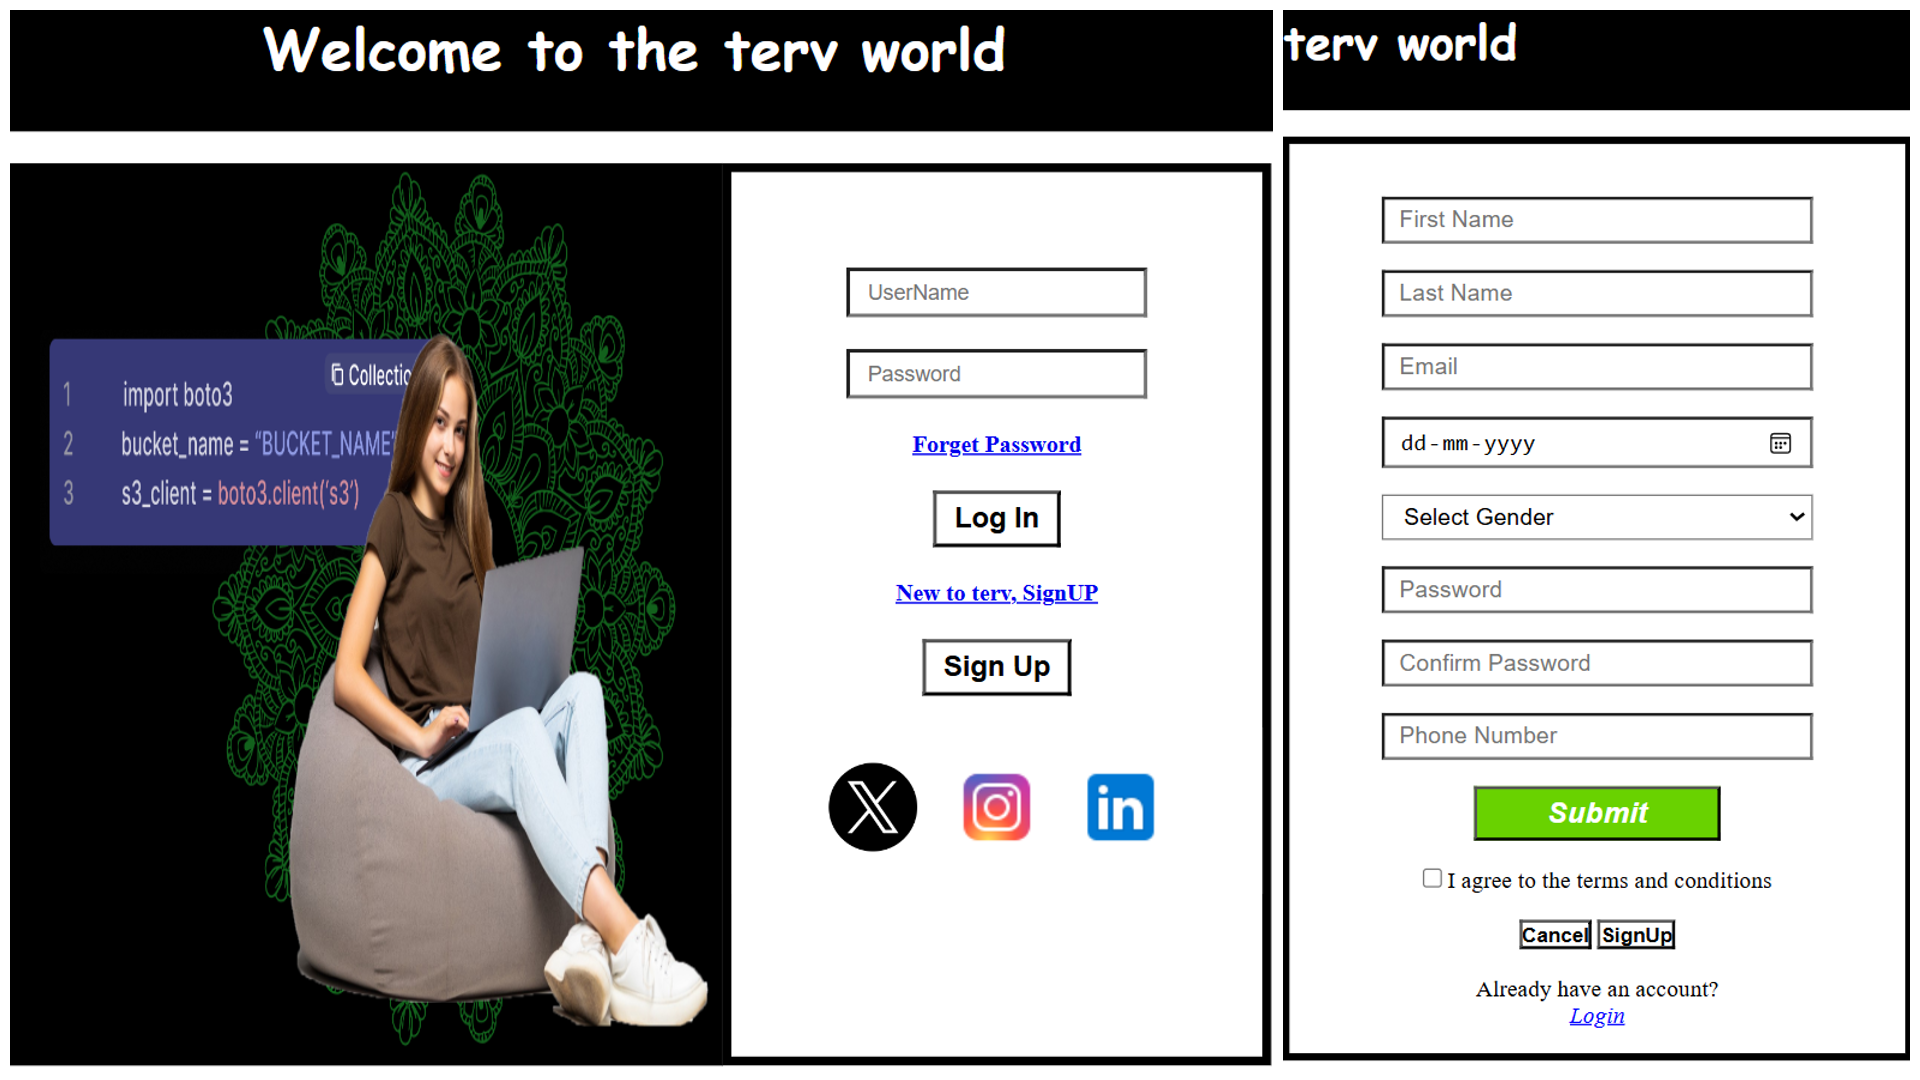 Welcome to the terv world
1 import boto3
Collectio
2 bucket_name = “BUCKET_NAME”
3 s3_client = boto3.client(‘s3’)
UserName
Password
Forget Password
Log In
New to terv, SignUP
Sign Up
X
in
terv world
First Name
Last Name
Email
dd-mm-yyyy
Select Gender
Password
Confirm Password
Phone Number
Submit
I agree to the terms and conditions
Cancel SignUp
Already have an account?
Login